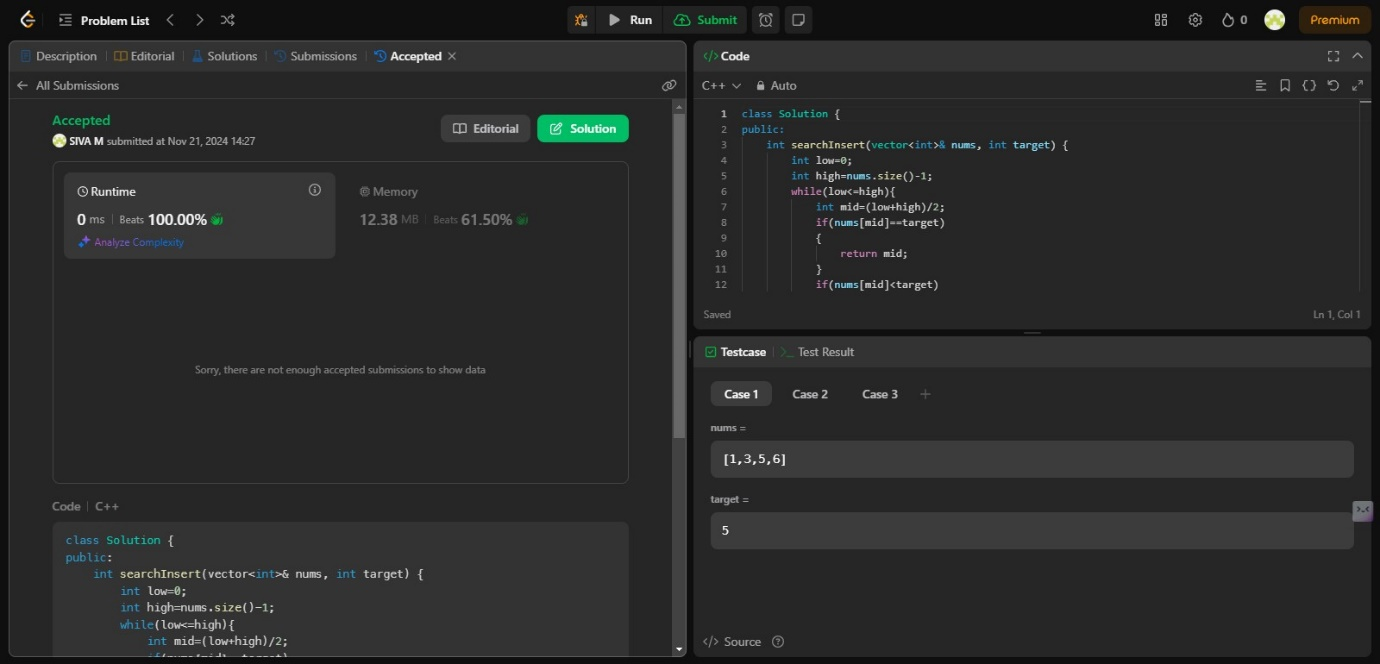 Problem List
Run
Submit
0
Premium
Description
Editorial
Solutions
Submissions
Accepted
All Submissions
Accepted
SIVA M submitted at Nov 21, 2024 14:27
Editorial
Solution
Runtime
0 ms | Beats 100.00%
Analyze Complexity
Memory
12.38 MB | Beats 61.50%
Sorry, there are not enough accepted submissions to show data
Code | C++
class Solution {
public:
int searchInsert(vector<int>& nums, int target) {
int low=0;
int high=nums.size()-1;
while(low<=high){
int mid=(low+high)/2;
</> Code
C++
Auto
1 class Solution {
2 public:
3 int searchInsert(vector<int>& nums, int target) {
4 int low=0;
5 int high=nums.size()-1;
6 while(low<=high){
7 int mid=(low+high)/2;
8 if(nums[mid]==target)
9 {
10 return mid;
11 }
12 if(nums[mid]<target)
Saved
Ln 1, Col 1
Testcase
Test Result
Case 1
Case 2
Case 3
nums =
[1,3,5,6]
target =
5
</> Source